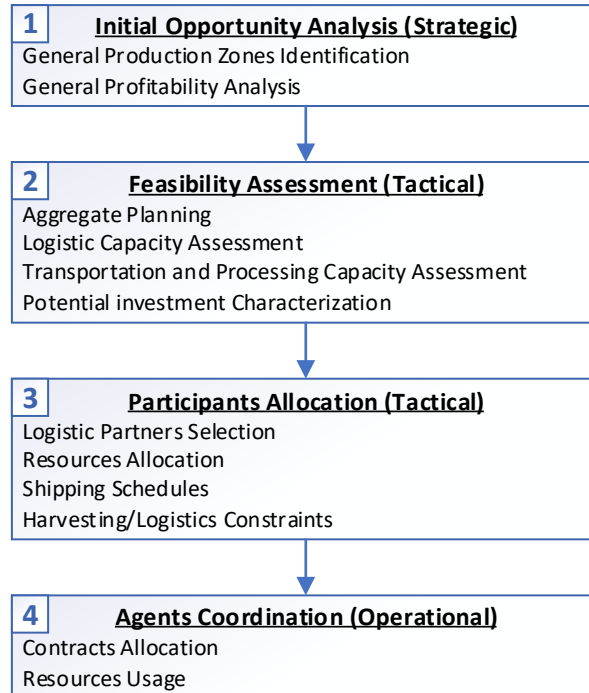 1
Initial Opportunity Analysis (Strategic)
General Production Zones Identification
General Profitability Analysis
2
Feasibility Assessment (Tactical)
Aggregate Planning
Logistic Capacity Assessment
Transportation and Processing Capacity Assessment
Potential investment Characterization
3
Participants Allocation (Tactical)
Logistic Partners Selection
Resources Allocation
Shipping Schedules
Harvesting/Logistics Constraints
4
Agents Coordination (Operational)
Contracts Allocation
Resources Usage